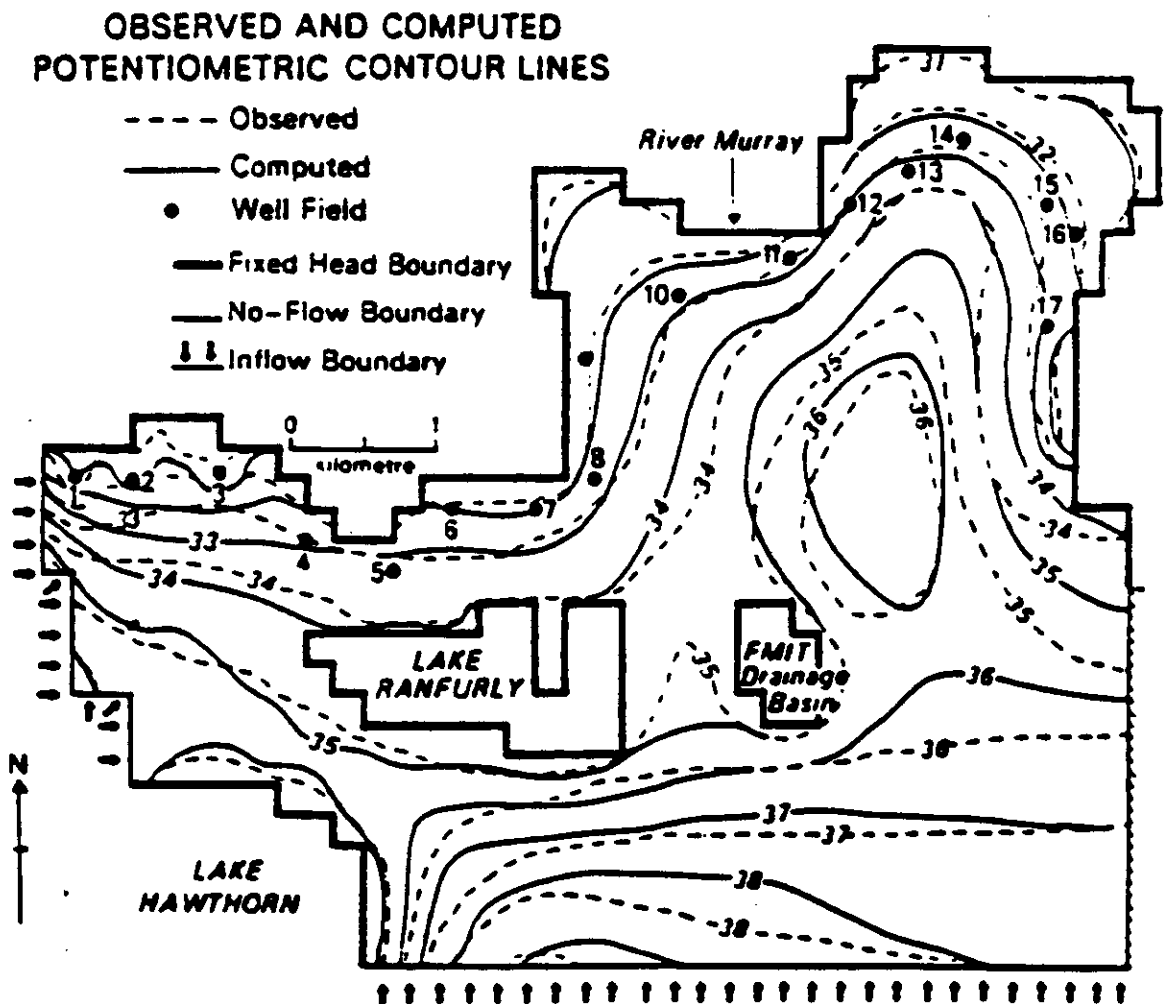 OBSERVED AND COMPUTED
POTENTIOMETRIC CONTOUR LINES
Observed
Computed
Well Field
Fixed Head Boundary
No-Flow Boundary
Inflow Boundary
River Murray
37
32
14
13
15
12
16
11
10
17
0 1
kilometre
35
36
36
8
34
34
34
34
1
2
3
33
6
7
33
4
5
34
34
35
35
LAKE
RANFURLY
35
FMIT
Drainage
Basin
36
35
36
N
37
37
LAKE
HAWTHORN
38
38